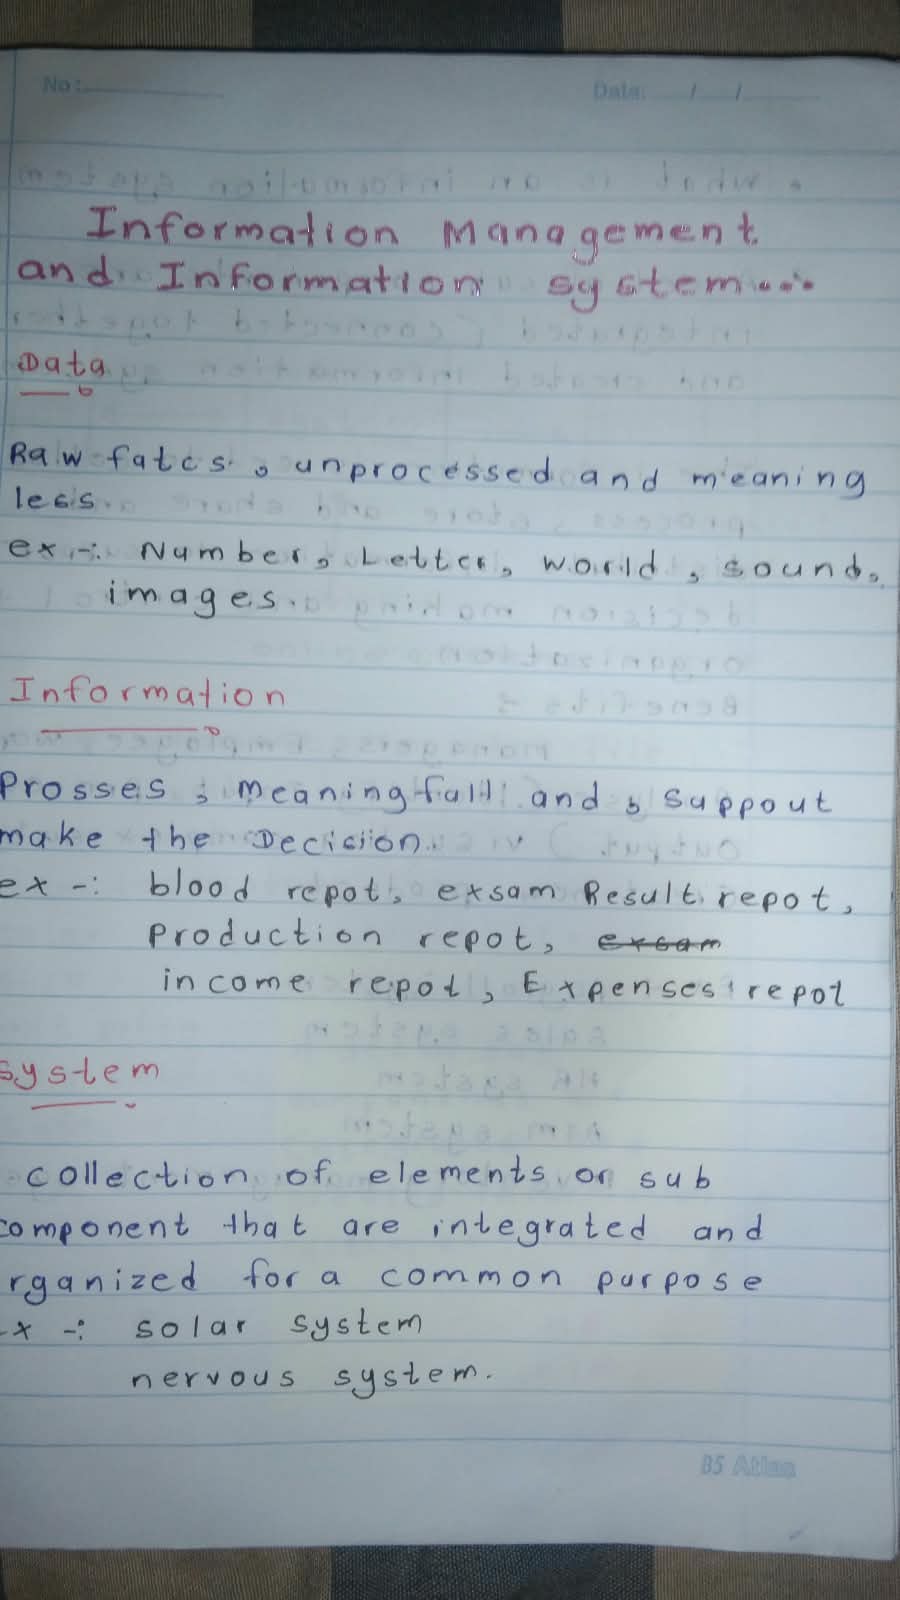 No:
Date: / /
Information Management
and Information system...
Data
Raw fatcs, unprocessed and meaning
less
ex -: Number, Letter, world, sound,
images.
Information
Prosses, meaningfull and, suppout
make the Decision.
ex -: blood repot, exsam Result repot,
Production repot, exsam
income repot, Expenses repot
system
collection of elements or sub
component that are integrated and
rganized for a common purpose
x -: solar system
nervous system.
B5 Atlas